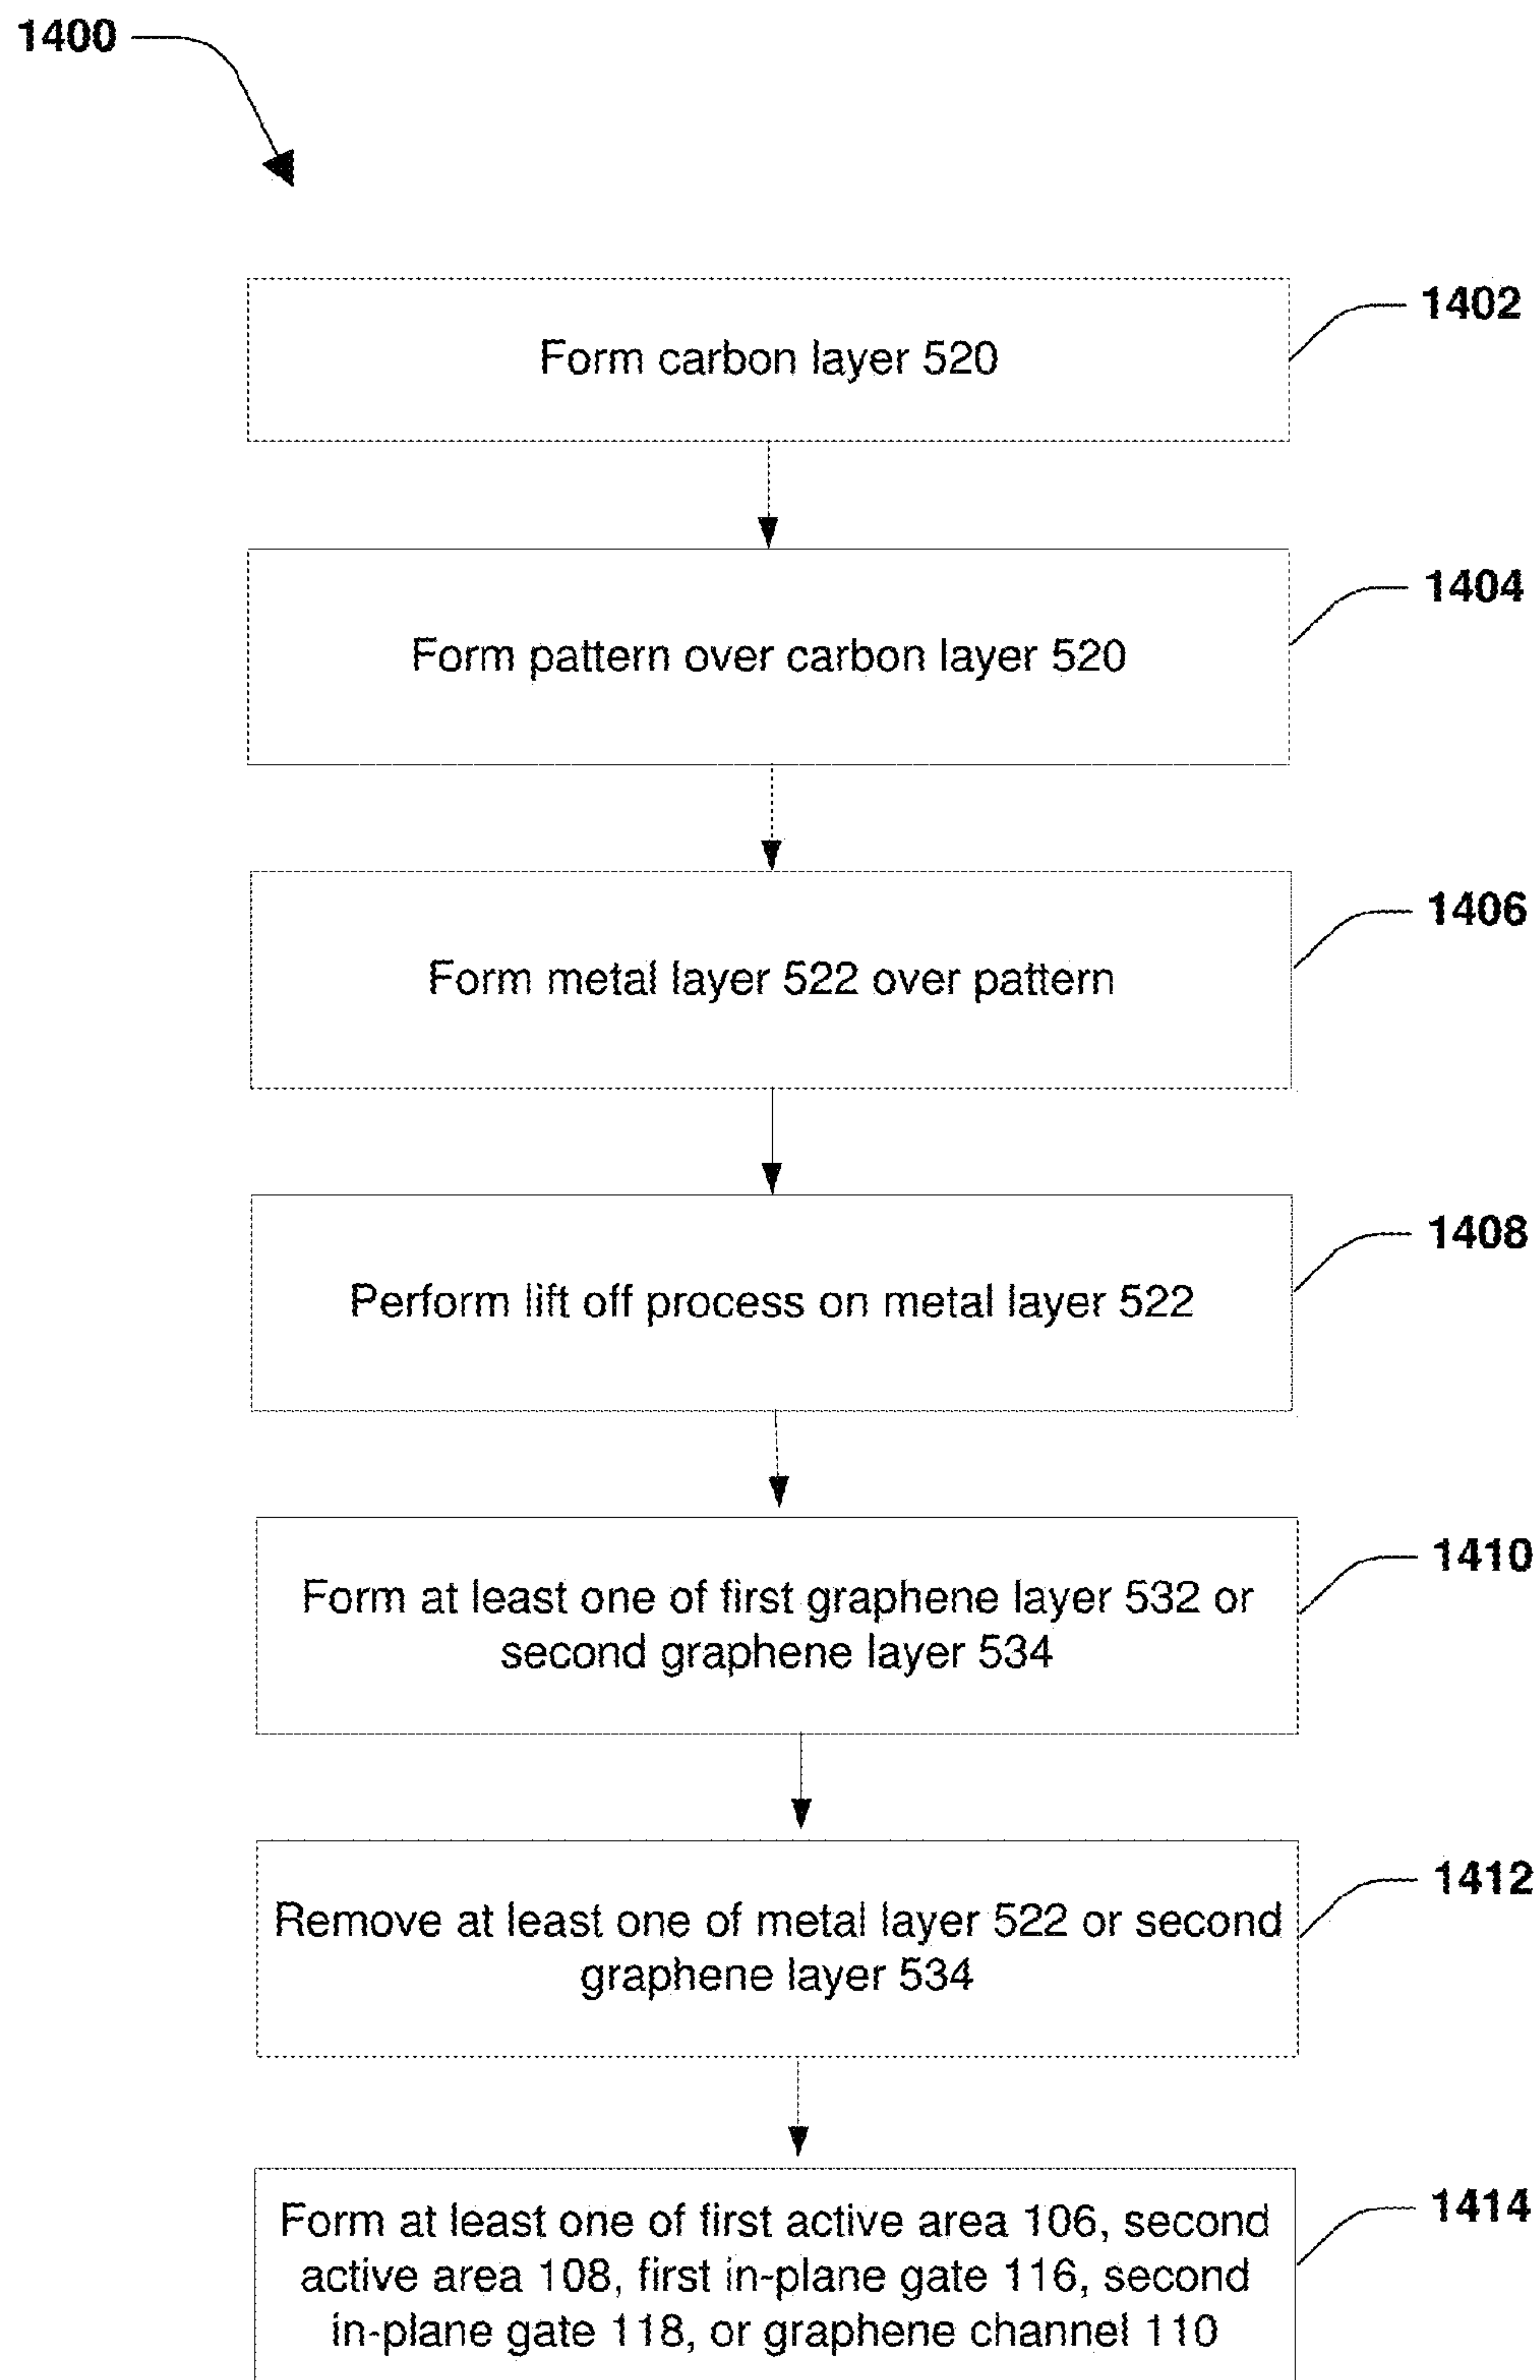 1400
1402
Form carbon layer 520
1404
Form pattern over carbon layer 520
1406
Form metal layer 522 over pattern
1408
Perform lift off process on metal layer 522
1410
Form at least one of first graphene layer 532 or
second graphene layer 534
1412
Remove at least one of metal layer 522 or second
graphene layer 534
1414
Form at least one of first active area 106, second
active area 108, first in-plane gate 116, second
in-plane gate 118, or graphene channel 110